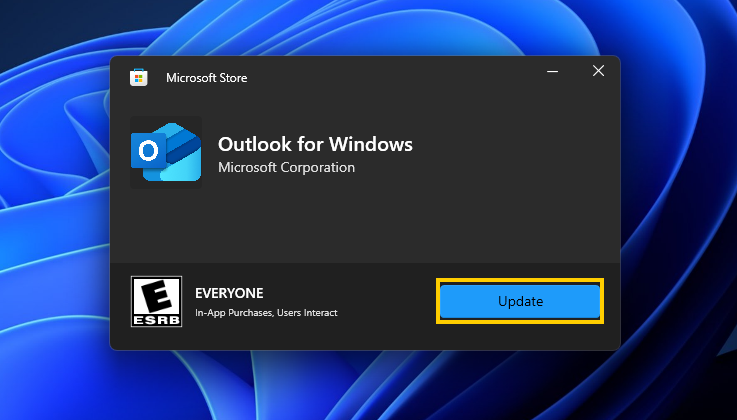 Microsoft Store
O
Outlook for Windows
Microsoft Corporation
E
ESRB
EVERYONE
In-App Purchases, Users Interact
Update